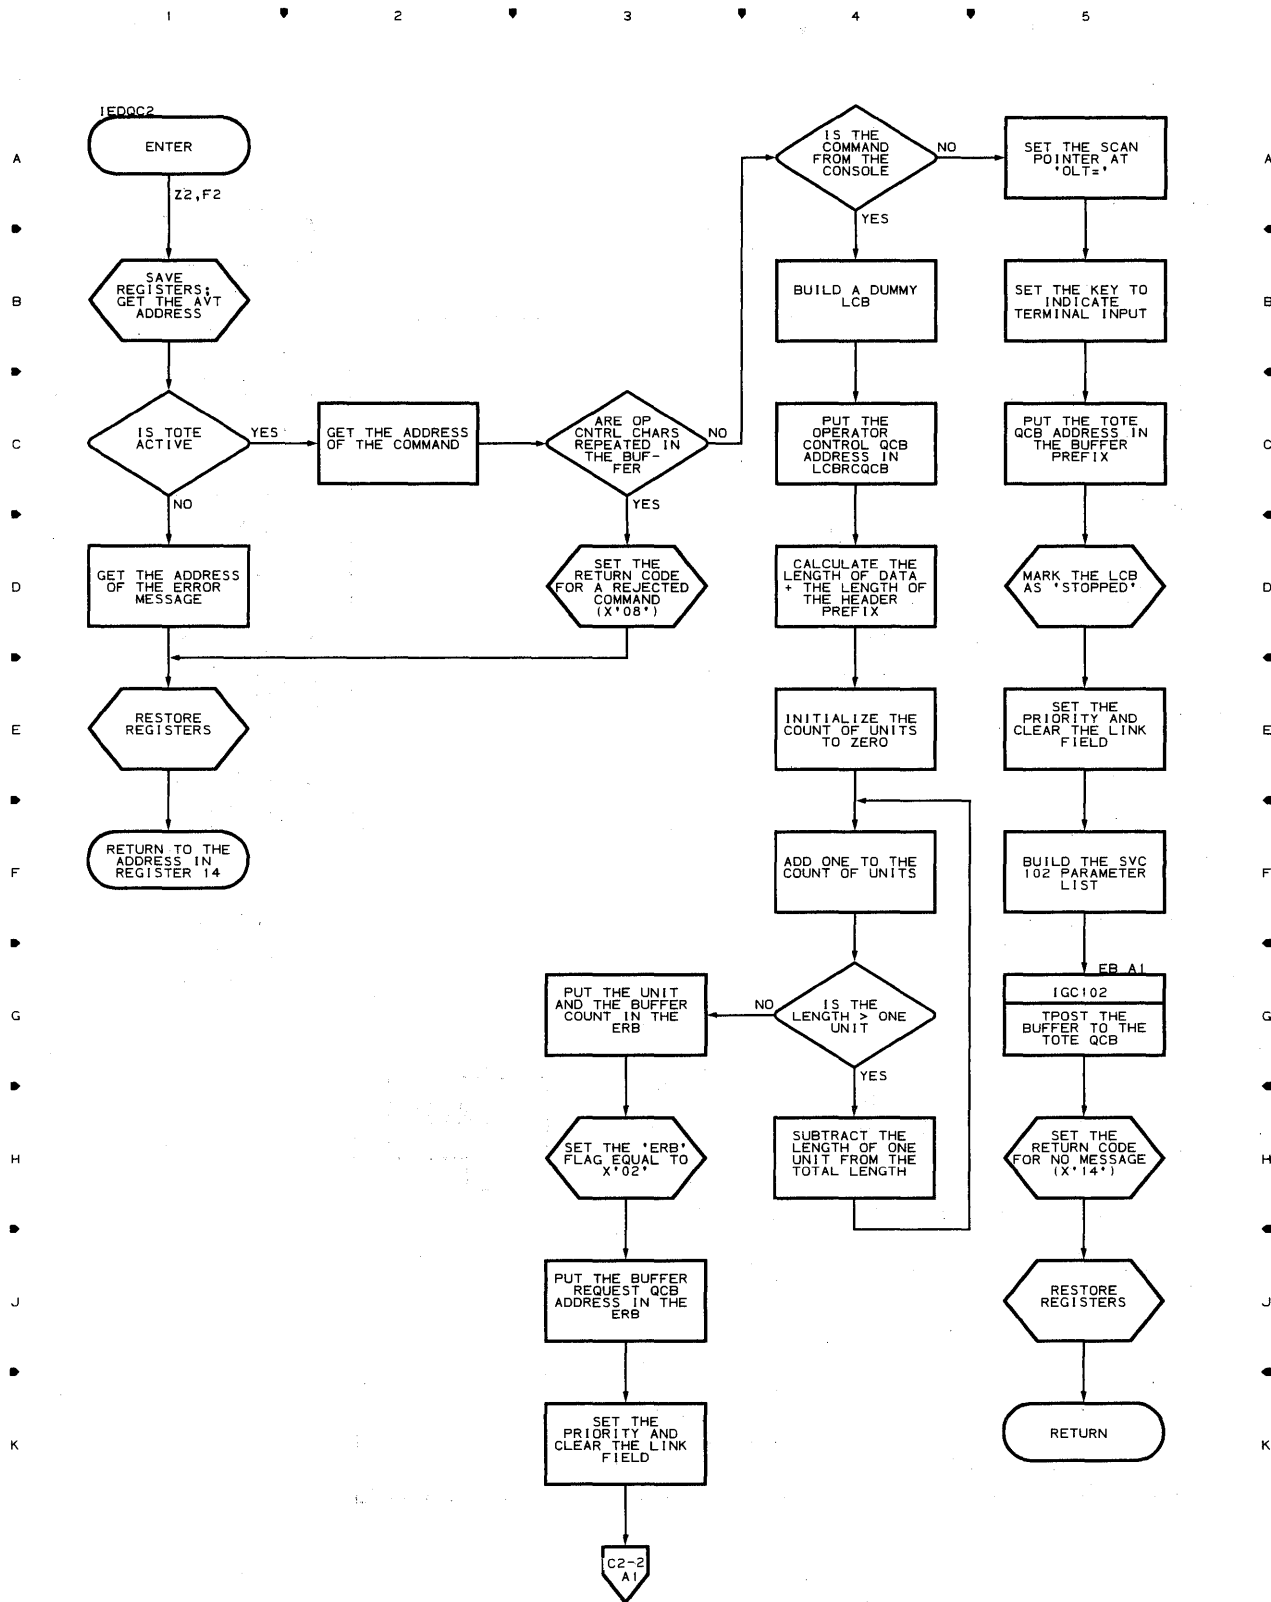 1 2 3 4 5
IEDQC2
A
ENTER
Z2,F2
B
SAVE
REGISTERS;
GET THE AVT
ADDRESS
C
IS TOTE
ACTIVE
YES
NO
GET THE ADDRESS
OF THE COMMAND
ARE OP
CNTRL CHARS
REPEATED IN
THE BUF-
FER
NO
YES
D
GET THE ADDRESS
OF THE ERROR
MESSAGE
SET THE
RETURN CODE
FOR A REJECTED
COMMAND
(X'08')
E
RESTORE
REGISTERS
F
RETURN TO THE
ADDRESS IN
REGISTER 14
IS THE
COMMAND
FROM THE
CONSOLE
NO
YES
BUILD A DUMMY
LCB
PUT THE
OPERATOR
CONTROL QCB
ADDRESS IN
LCBRCQCB
CALCULATE THE
LENGTH OF DATA
+ THE LENGTH OF
THE HEADER
PREFIX
INITIALIZE THE
COUNT OF UNITS
TO ZERO
ADD ONE TO THE
COUNT OF UNITS
G
IS THE
LENGTH > ONE
UNIT
NO
YES
H
SUBTRACT THE
LENGTH OF ONE
UNIT FROM THE
TOTAL LENGTH
PUT THE UNIT
AND THE BUFFER
COUNT IN THE
ERB
SET THE 'ERB'
FLAG EQUAL TO
X'02'
J
PUT THE BUFFER
REQUEST QCB
ADDRESS IN THE
ERB
K
SET THE
PRIORITY AND
CLEAR THE LINK
FIELD
C2-2
A1
SET THE SCAN
POINTER AT
'OLT='
A
SET THE KEY TO
INDICATE
TERMINAL INPUT
B
PUT THE TOTE
QCB ADDRESS IN
THE BUFFER
PREFIX
C
MARK THE LCB
AS 'STOPPED'
D
SET THE
PRIORITY AND
CLEAR THE LINK
FIELD
E
BUILD THE SVC
102 PARAMETER
LIST
F
EB A1
IGC102
TPOST THE
BUFFER TO THE
TOTE QCB
G
SET THE
RETURN CODE
FOR NO MESSAGE
(X'14')
H
RESTORE
REGISTERS
J
RETURN
K